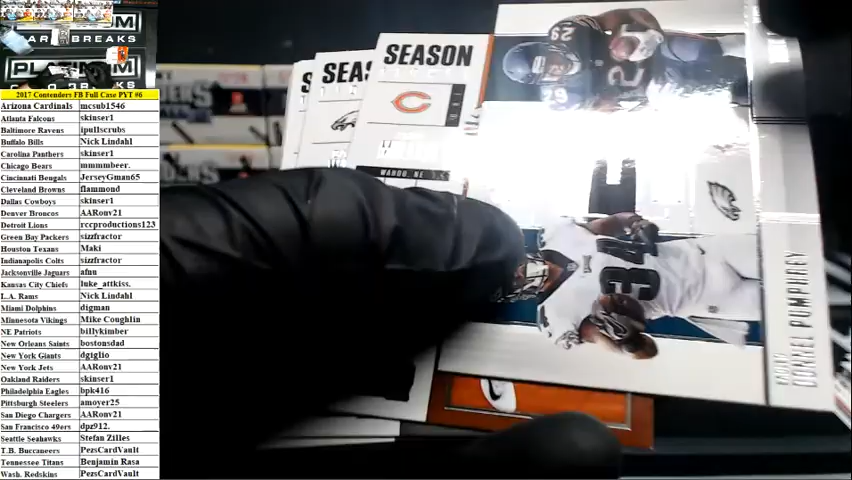 BREAKS
PLATINUM
2017 Contenders FB Full Case PYT #6
Arizona Cardinals mcsub1546
Atlanta Falcons skinser1
Baltimore Ravens ipullscrubs
Buffalo Bills Nick Lindahl
Carolina Panthers skinser1
Chicago Bears mmmmbeer.
Cincinnati Bengals JerseyGman65
Cleveland Browns flammond
Dallas Cowboys skinser1
Denver Broncos AARonv21
Detroit Lions rccproductions123
Green Bay Packers sizzfractor
Houston Texans Maki
Indianapolis Colts sizzfractor
Jacksonville Jaguars afnu
Kansas City Chiefs luke_attkiss.
L.A. Rams Nick Lindahl
Miami Dolphins digman
Minnesota Vikings Mike Coughlin
NE Patriots billykimber
New Orleans Saints bostonsdad
New York Giants dgiglio
New York Jets AARonv21
Oakland Raiders skinser1
Philadelphia Eagles bpk416
Pittsburgh Steelers amoyer25
San Diego Chargers AARonv21
San Francisco 49ers dpz912.
Seattle Seahawks Stefan Zilles
T.B. Buccaneers PezsCardVault
Tennessee Titans Benjamin Rasa
Wash. Redskins PezsCardVault
SEA
SEASON
WAHOO, NE
29
29
34
DONNEL PUMPHREY